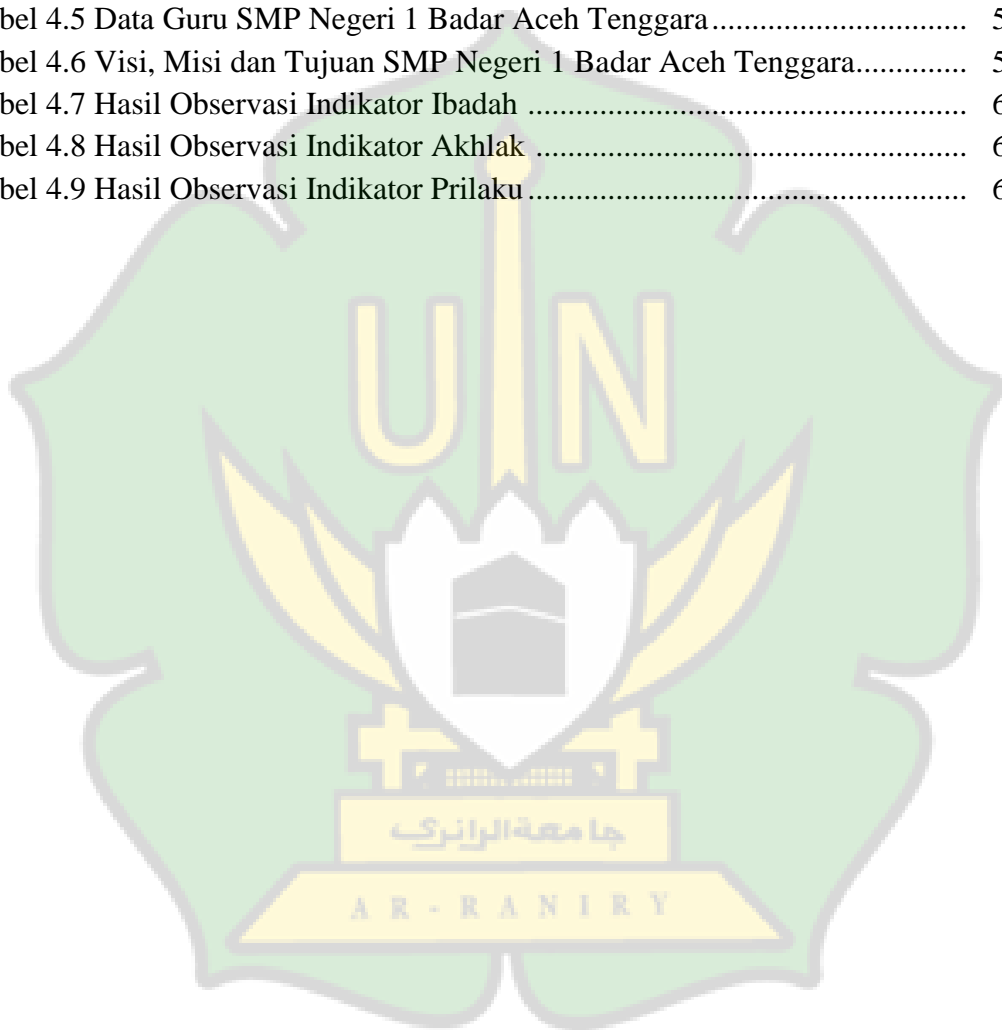 bel 4.5 Data Guru SMP Negeri 1 Badar Aceh Tenggara........................... 5
bel 4.6 Visi, Misi dan Tujuan SMP Negeri 1 Badar Aceh Tenggara............. 5
bel 4.7 Hasil Observasi Indikator Ibadah ............................................... 6
bel 4.8 Hasil Observasi Indikator Akhlak .............................................. 6
bel 4.9 Hasil Observasi Indikator Prilaku ............................................... 6
UIN
جامعة الرانري
AR-RANIRY